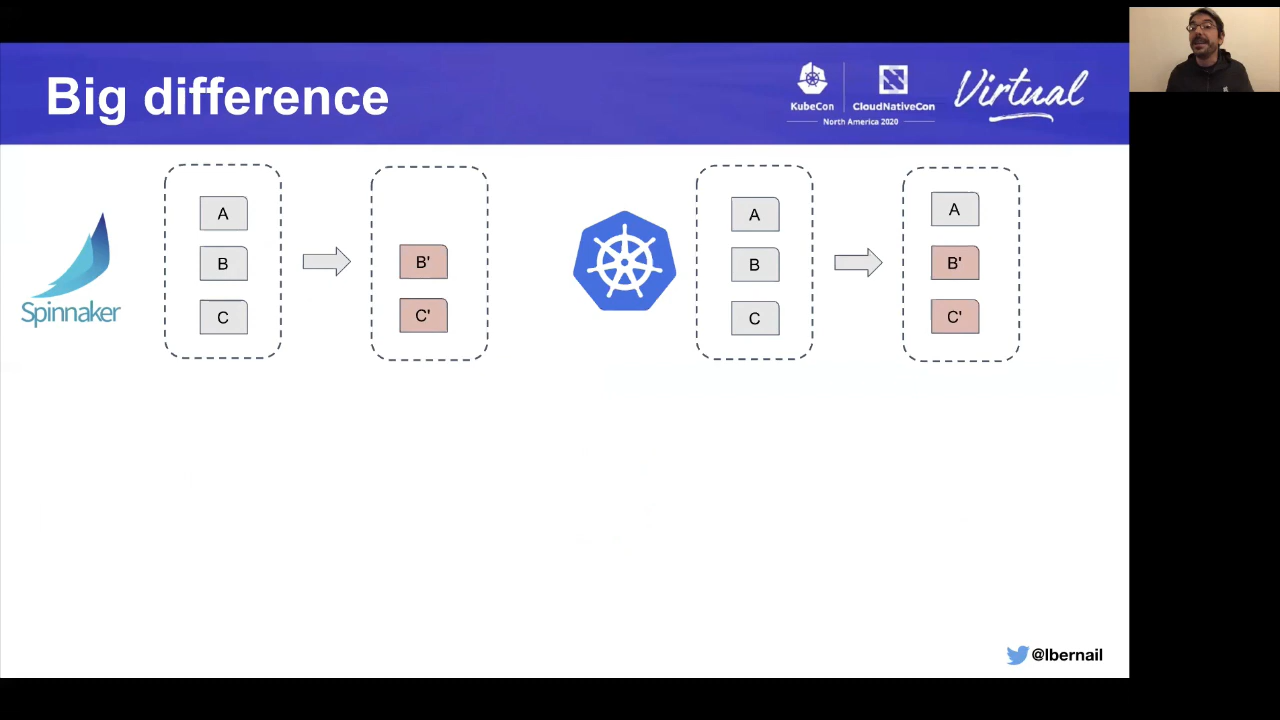 Big difference
KubeCon
CloudNativeCon
North America 2020
Virtual
Spinnaker
A
B
C
B'
C'
A
B
C
A
B'
C'
@lbernail